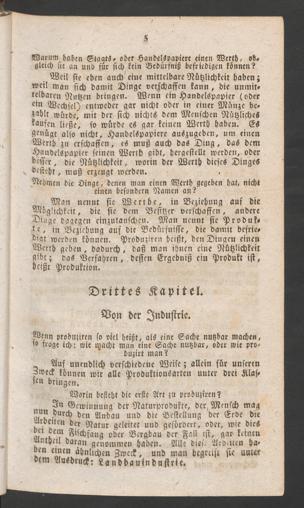 5
Warum haben Staats- oder Handelspapiere einen Werth, ob-
gleich sie an und für sich kein Bedürfniß befriedigen können?
Weil sie eben auch eine mittelbare Nützlichkeit haben;
weil man sich damit Dinge verschaffen kann, die unmit-
telbaren Nutzen bringen. Wenn ein Handelspapier (oder
ein Wechsel) entweder gar nicht oder in einer Münze be-
zahlt würde, mit der sich nichts dem Menschen Nützliches
kaufen ließe, so würde es gar keinen Werth haben. Es
genügt also nicht, Handelspapiere auszugeben, um einen
Werth zu erschaffen, es muß auch das Ding, das dem
Handelspapier seinen Werth gibt, hergestellt werden, oder
besser, die Nützlichkeit, worin der Werth dieses Dinges
besteht, muß erzeugt werden.
Nehmen die Dinge, denen man einen Werth gegeben hat, nicht
einen besondern Namen an?
Man nennt sie Werthe, in Beziehung auf die
Möglichkeit, die sie dem Besitzer verschaffen, andere
Dinge dagegen einzutauschen. Man nennt sie Produk-
te, in Beziehung auf die Bedürfnisse, die damit befrie-
digt werden können. Produziren heißt, den Dingen einen
Werth geben, dadurch, daß man ihnen eine Nützlichkeit
gibt; das Verfahren, dessen Ergebniß ein Produkt ist,
heißt Produktion.
Drittes Kapitel.
Von der Industrie.
Wenn produziren so viel heißt, als eine Sache nutzbar machen,
so frage ich: wie macht man eine Sache nutzbar, oder wie pro-
duzirt man?
Auf unendlich verschiedene Weise; allein für unseren
Zweck können wir alle Produktionsarten unter drei Klas-
sen bringen.
Worin besteht die erste Art zu produziren?
In Gewinnung der Naturprodukte, der Mensch mag
nun durch den Anbau und die Bestellung der Erde die
Arbeiten der Natur geleitet und gefördert, oder, wie dies
bei dem Fischfang oder Bergbau der Fall ist, gar keinen
Antheil daran genommen haben. Alle diese Arbeiten ha-
ben einen ähnlichen Zweck, und man begreift sie unter
dem Ausdruck: Landbauindustrie.